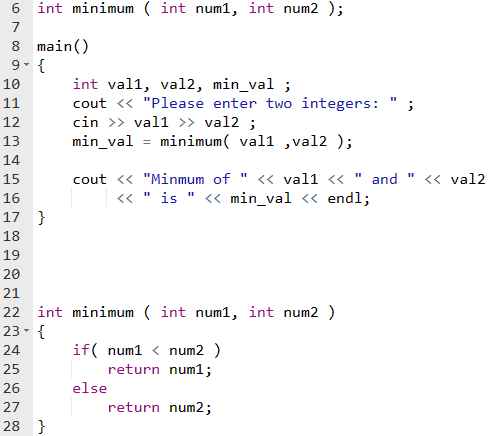 6 int minimum ( int num1, int num2 );
7
8 main()
9 {
10 int val1, val2, min_val ;
11 cout << "Please enter two integers: " ;
12 cin >> val1 >> val2 ;
13 min_val = minimum( val1 ,val2 );
14
15 cout << "Minmum of " << val1 << " and " << val2
16 << " is " << min_val << endl;
17 }
18
19
20
21
22 int minimum ( int num1, int num2 )
23 {
24 if( num1 < num2 )
25 return num1;
26 else
27 return num2;
28 }